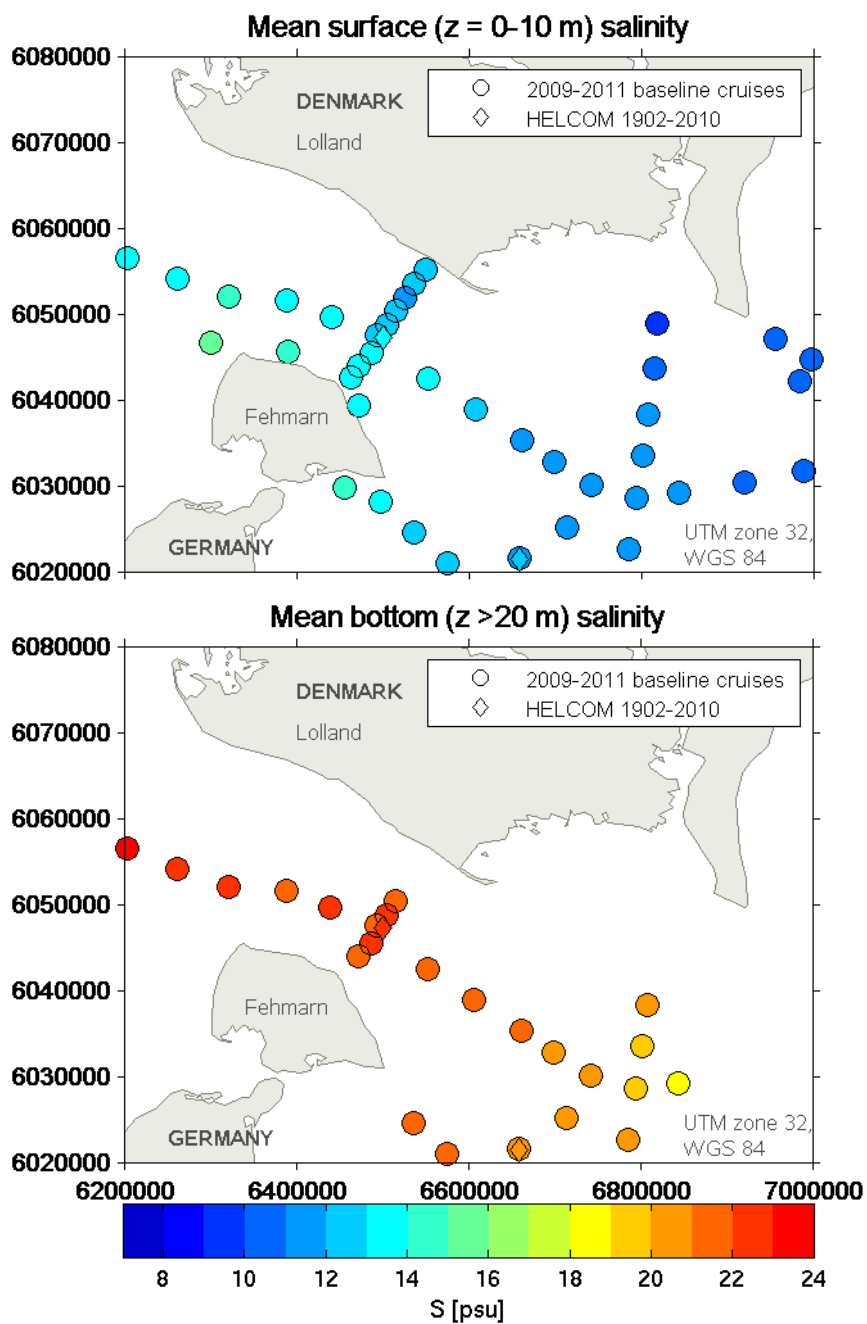 Mean surface (z = 0-10 m) salinity
6080000
6070000
6060000
6050000
6040000
6030000
6020000
DENMARK
Lolland
2009-2011 baseline cruises
HELCOM 1902-2010
Fehmarn
GERMANY
UTM zone 32,
WGS 84
Mean bottom (z >20 m) salinity
6080000
6070000
6060000
6050000
6040000
6030000
6020000
DENMARK
Lolland
2009-2011 baseline cruises
HELCOM 1902-2010
Fehmarn
GERMANY
UTM zone 32,
WGS 84
6200000 6400000 6600000 6800000 7000000
8 10 12 14 16 18 20 22 24
S [psu]